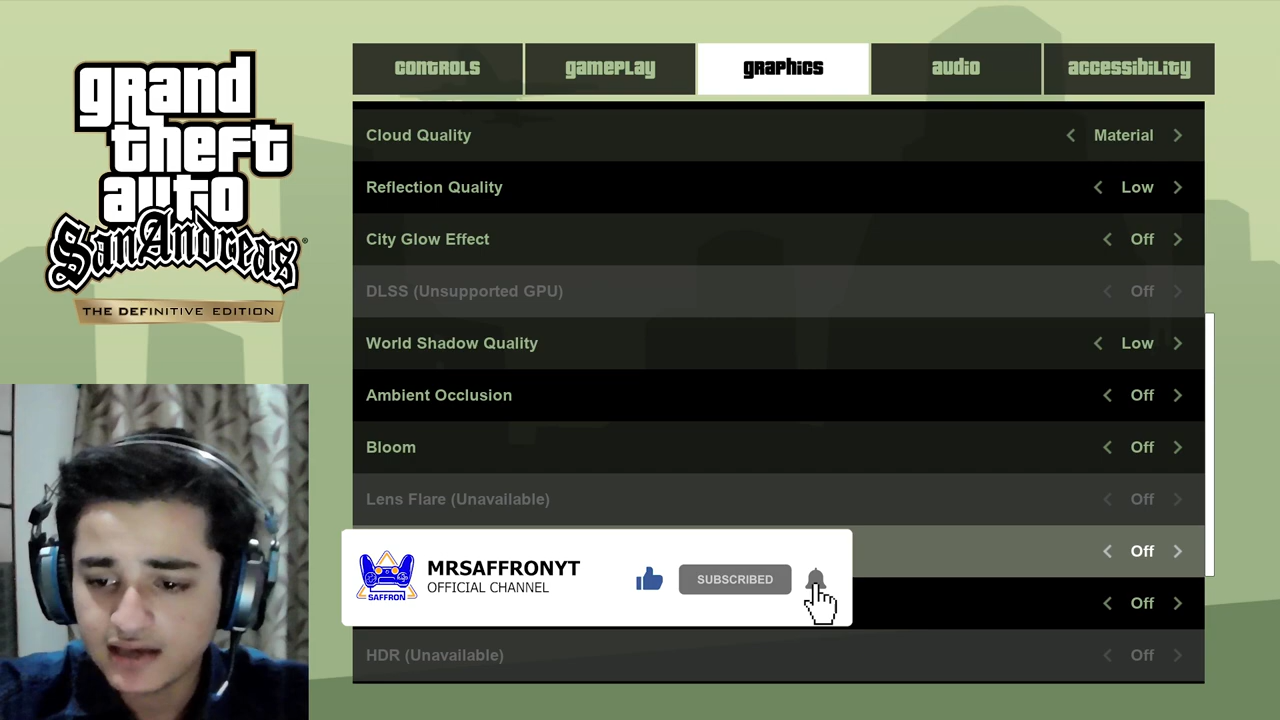 grand
theft
auto
San Andreas®
THE DEFINITIVE EDITION
controls gameplay graphics audio accessibility
Cloud Quality Material
Reflection Quality Low
City Glow Effect Off
DLSS (Unsupported GPU) Off
World Shadow Quality Low
Ambient Occlusion Off
Bloom Off
Lens Flare (Unavailable) Off
Off
MRSAFFRONYT
OFFICIAL CHANNEL
SAFFRON
SUBSCRIBED
Off
HDR (Unavailable) Off